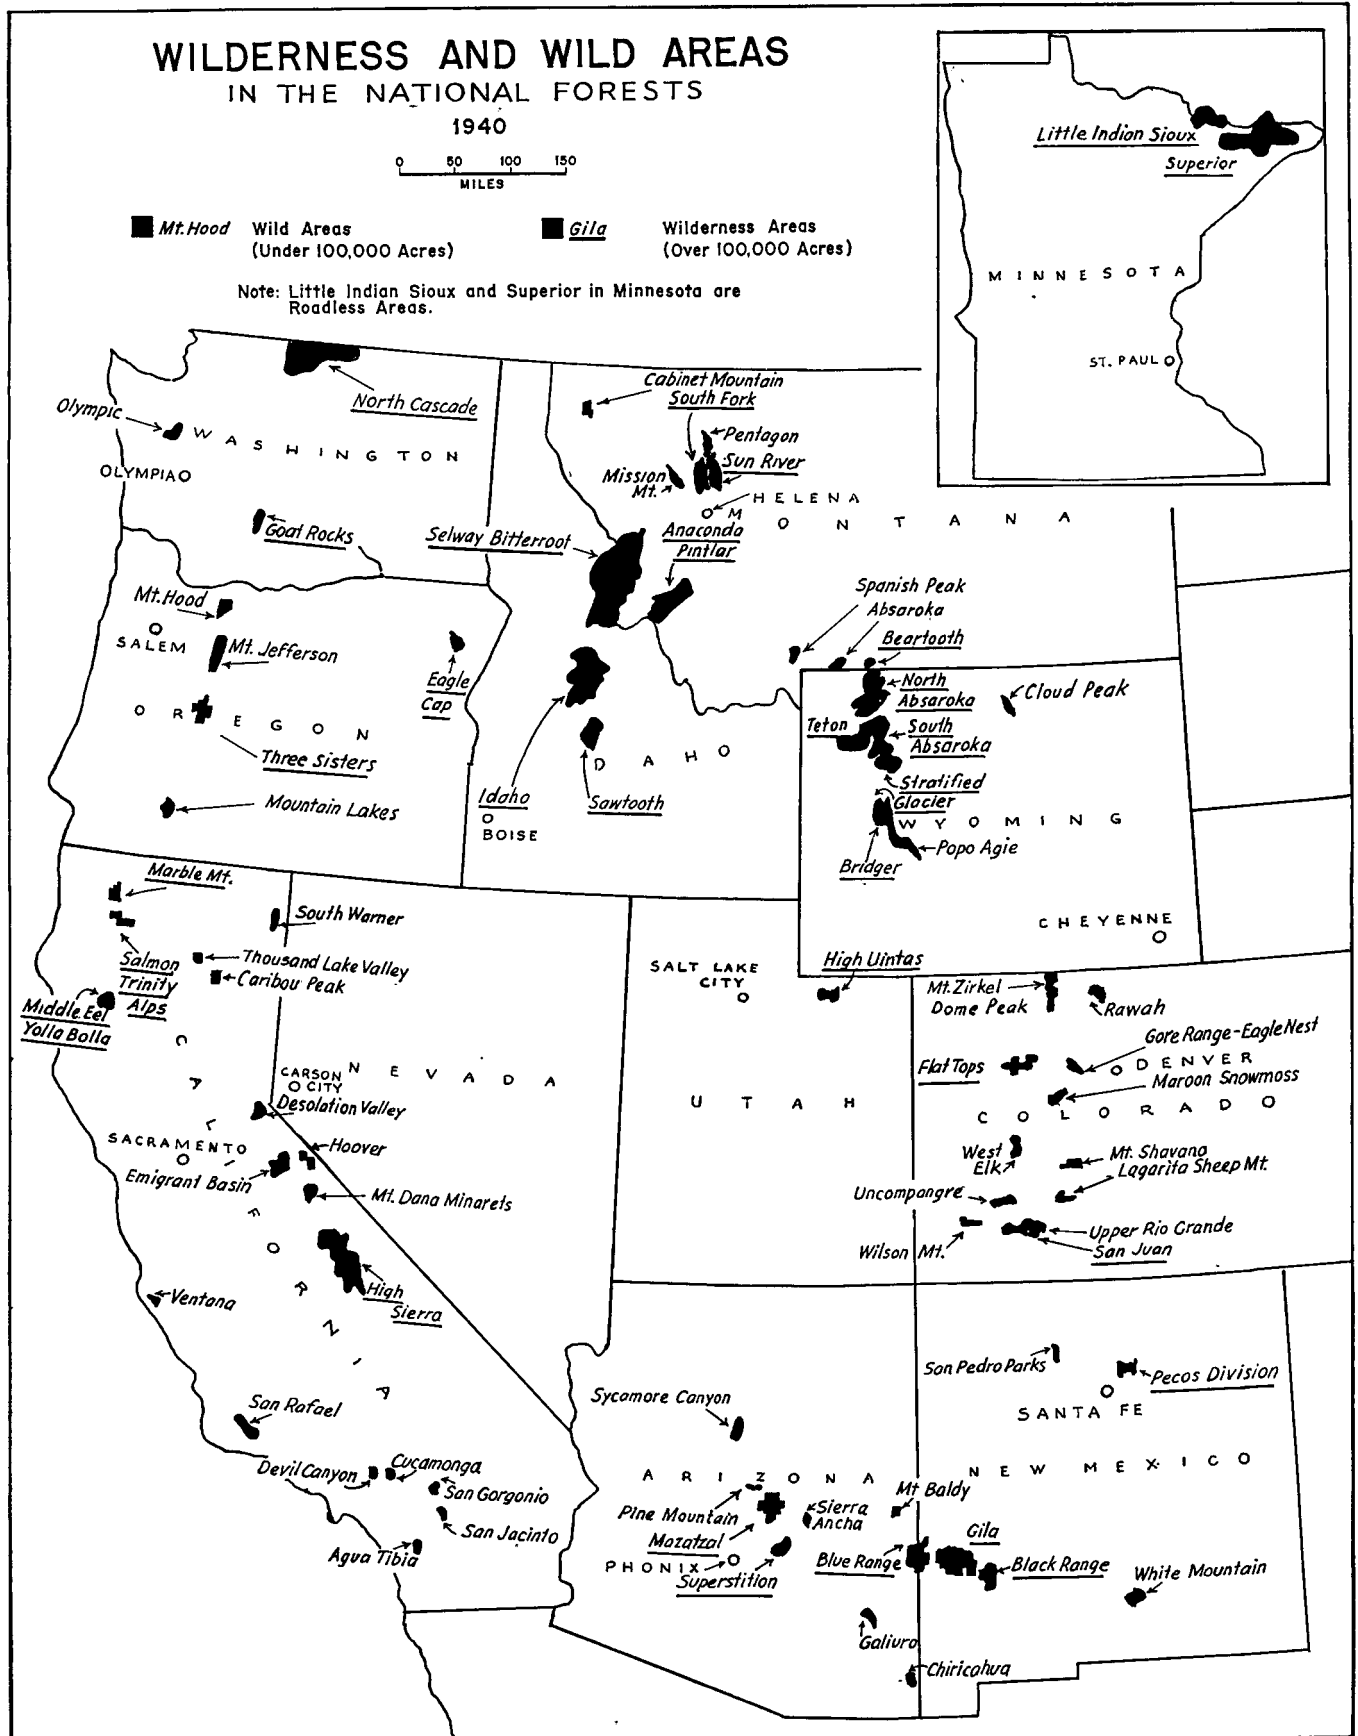 WILDERNESS AND WILD AREAS
IN THE NATIONAL FORESTS
1940
0 50 100 150
MILES
Mt. Hood Wild Areas
(Under 100,000 Acres)
Gila Wilderness Areas
(Over 100,000 Acres)
Note: Little Indian Sioux and Superior in Minnesota are
Roadless Areas.
Little Indian Sioux
Superior
MINNESOTA
ST. PAUL
North Cascade
Olympic
WASHINGTON
OLYMPIA
Goat Rocks
Cabinet Mountain
South Fork
Pentagon
Sun River
Mission
Mt.
HELENA
MONTANA
Selway Bitterroot
Anaconda
Pintlar
Spanish Peak
Absaroka
Beartooth
Mt. Hood
SALEM
Mt. Jefferson
Eagle
Cap
OREGON
Three Sisters
Mountain Lakes
Idaho
BOISE
IDAHO
Sawtooth
North
Absaroka
Cloud Peak
Teton
South
Absaroka
Stratified
Glacier
WYOMING
Popo Agie
Bridger
CHEYENNE
Marble Mt.
South Warner
Salmon
Trinity
Alps
Thousand Lake Valley
Caribou Peak
Middle Eel
Yolla Bolla
CALIFORNIA
CARSON
CITY
NEVADA
Desolation Valley
SACRAMENTO
Hoover
Emigrant Basin
Mt. Dana Minarets
High
Sierra
Ventana
San Rafael
Devil Canyon
Cucamonga
San Gorgonio
San Jacinto
Agua Tibia
SALT LAKE
CITY
High Uintas
UTAH
Mt. Zirkel
Dome Peak
Rawah
Gore Range-Eagle Nest
Flat Tops
DENVER
Maroon Snowmoss
COLORADO
West
Elk
Mt. Shavano
Lagarita Sheep Mt.
Uncompangre
Wilson Mt.
Upper Rio Grande
San Juan
San Pedro Parks
Pecos Division
SANTA FE
Sycamore Canyon
ARIZONA
NEW MEXICO
Mt Baldy
Pine Mountain
Sierra
Ancha
Mazatzal
Gila
PHONIX
Superstition
Blue Range
Black Range
White Mountain
Galiuro
Chiricahua